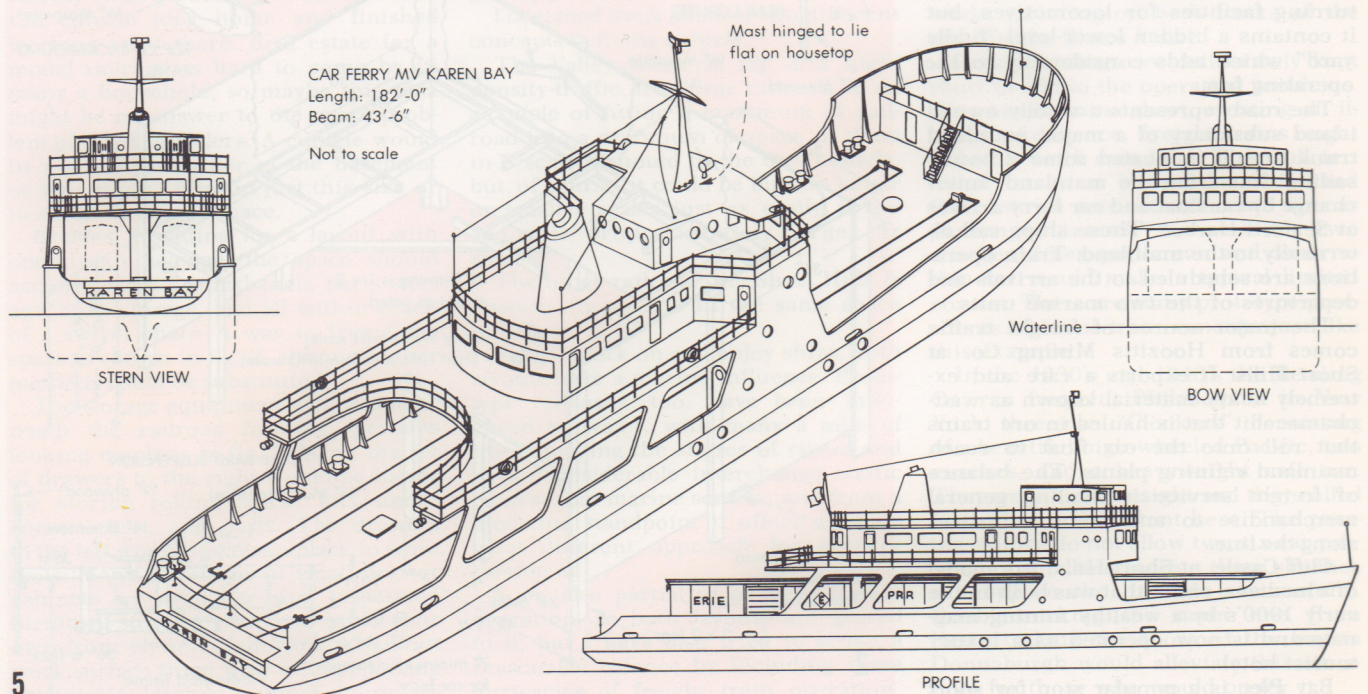 CAR FERRY MV KAREN BAY
Length: 182'-0"
Beam: 43'-6"
Not to scale
Mast hinged to lie
flat on housetop
KAREN BAY
STERN VIEW
Waterline
BOW VIEW
KAREN BAY
ERIE
E
PRR
PROFILE
5